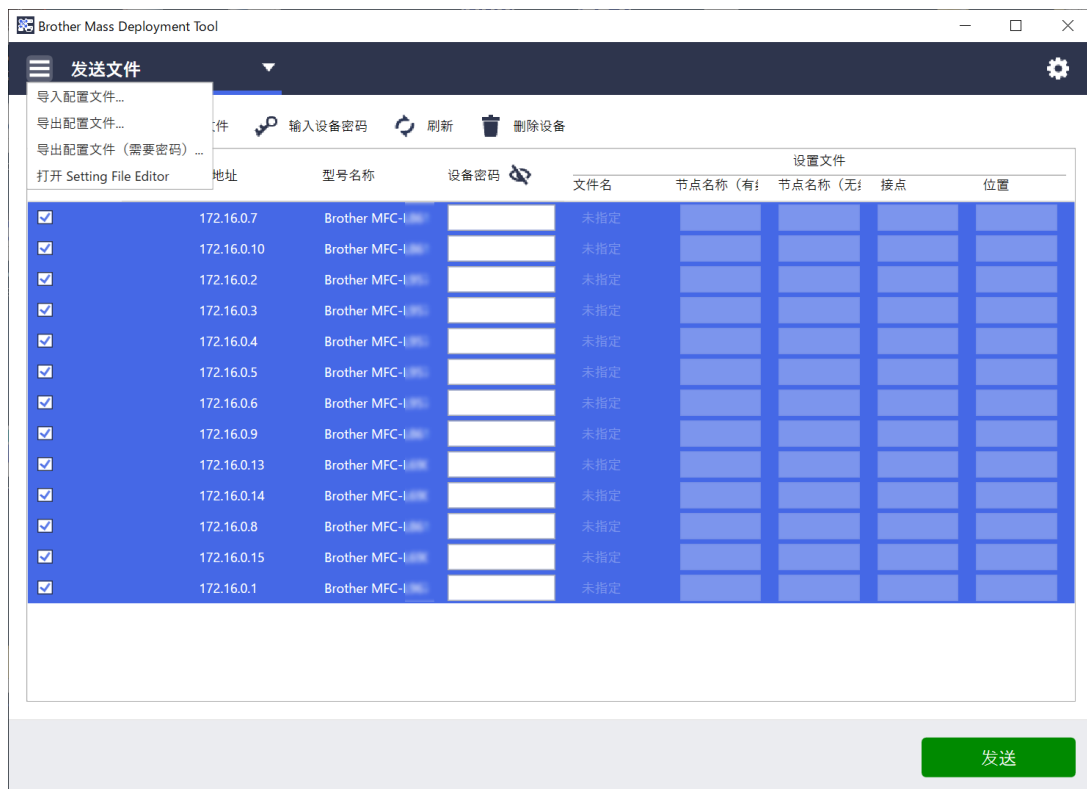 Brother Mass Deployment Tool
发送文件
导入配置文件...
导出配置文件...
导出配置文件（需要密码）...
打开 Setting File Editor
文件 输入设备密码 刷新 删除设备
地址 型号名称 设备密码 设置文件
文件名 节点名称（有 节点名称（无 接点 位置
172.16.0.7 Brother MFC- 未指定
172.16.0.10 Brother MFC- 未指定
172.16.0.2 Brother MFC- 未指定
172.16.0.3 Brother MFC- 未指定
172.16.0.4 Brother MFC- 未指定
172.16.0.5 Brother MFC- 未指定
172.16.0.6 Brother MFC- 未指定
172.16.0.9 Brother MFC- 未指定
172.16.0.13 Brother MFC- 未指定
172.16.0.14 Brother MFC- 未指定
172.16.0.8 Brother MFC- 未指定
172.16.0.15 Brother MFC- 未指定
172.16.0.1 Brother MFC- 未指定
发送